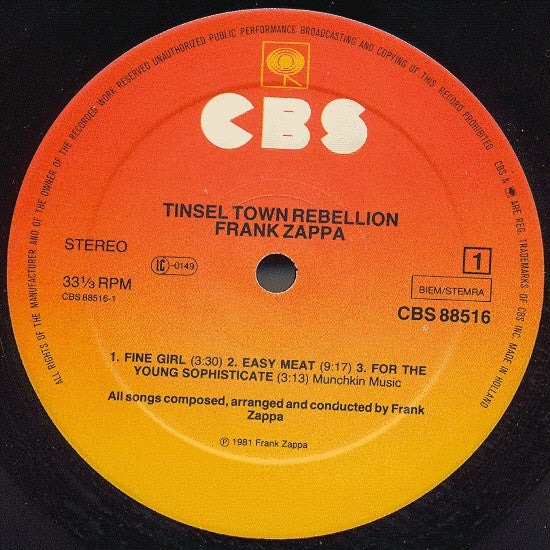 ALL RIGHTS OF THE MANUFACTURER AND OF THE OWNER OF THE RECORDED WORK RESERVED UNAUTHORIZED PUBLIC PERFORMANCE BROADCASTING AND COPYING OF THIS RECORD PROHIBITED CBS & ARE REG. TRADEMARKS OF CBS INC. MADE IN HOLLAND
CBS
TINSEL TOWN REBELLION
FRANK ZAPPA
STEREO
1
33⅓ RPM
IC -0149
BIEM/STEMRA
CBS 88516-1
CBS 88516
1. FINE GIRL (3:30) 2. EASY MEAT (9:17) 3. FOR THE
YOUNG SOPHISTICATE (3:13) Munchkin Music
All songs composed, arranged and conducted by Frank
Zappa
℗ 1981 Frank Zappa